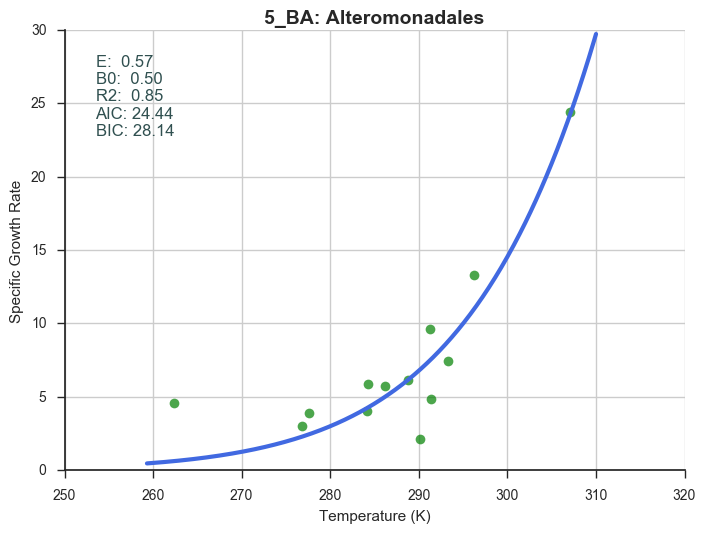 5_BA: Alteromonadales
E:  0.57
B0:  0.50
R2:  0.85
AIC: 24.44
BIC: 28.14
Specific Growth Rate
30
25
20
15
10
5
0
250 260 270 280 290 300 310 320
Temperature (K)